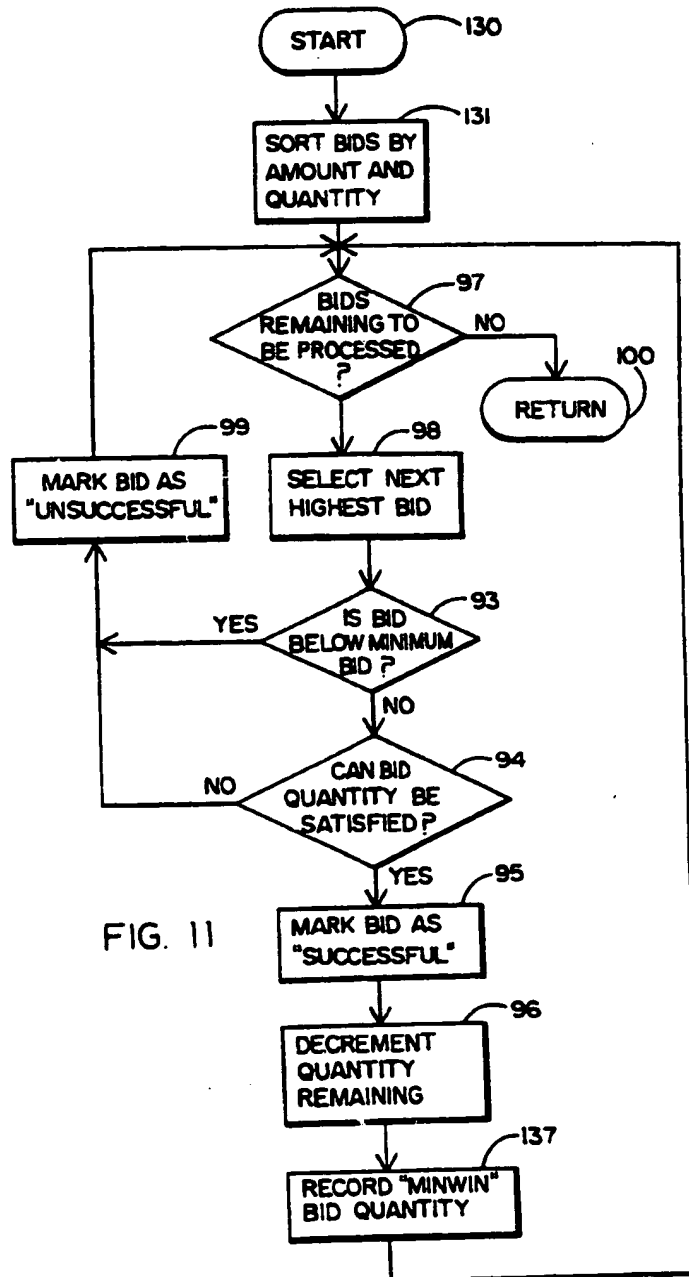 START
130
131
SORT BIDS BY
AMOUNT AND
QUANTITY
97
BIDS
REMAINING TO
BE PROCESSED
?
NO
100
RETURN
99
MARK BID AS
"UNSUCCESSFUL"
98
SELECT NEXT
HIGHEST BID
93
YES
IS BID
BELOW MINIMUM
BID ?
NO
94
NO
CAN BID
QUANTITY BE
SATISFIED?
YES
95
FIG. 11
MARK BID AS
"SUCCESSFUL"
96
DECREMENT
QUANTITY
REMAINING
137
RECORD "MINWIN"
BID QUANTITY